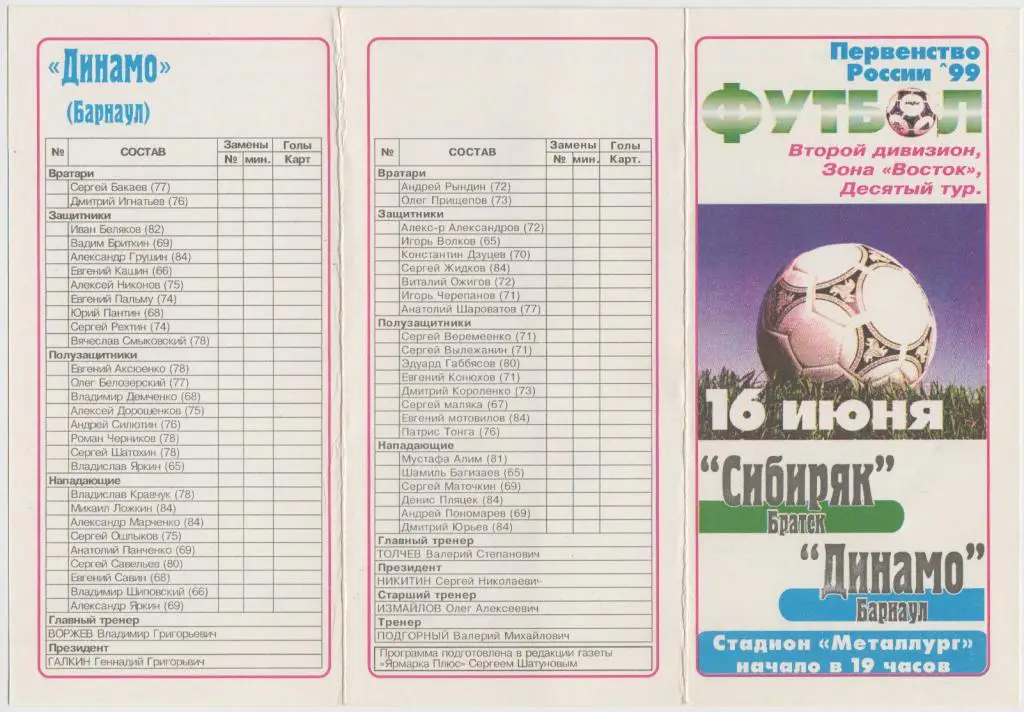 «Динамо»
(Барнаул)
№ СОСТАВ Замены Голы
№ мин. Карт
Вратари
Сергей Бакаев (77)
Дмитрий Игнатьев (76)
Защитники
Иван Беляков (82)
Вадим Бриткин (69)
Александр Грушин (84)
Евгений Кашин (66)
Алексей Никонов (75)
Евгений Пальму (74)
Юрий Пантин (68)
Сергей Рехтин (74)
Вячеслав Смыковский (78)
Полузащитники
Евгений Аксюенко (78)
Олег Белозерский (77)
Владимир Демченко (68)
Алексей Дорошенков (75)
Андрей Силютин (76)
Роман Черников (78)
Сергей Шатохин (78)
Владислав Яркин (65)
Нападающие
Владислав Кравчук (78)
Михаил Ложкин (84)
Александр Марченко (84)
Сергей Ошлыков (75)
Анатолий Панченко (69)
Сергей Савельев (80)
Евгений Савин (68)
Владимир Шиповский (66)
Александр Яркин (69)
Главный тренер
ВОРЖЕВ Владимир Григорьевич
Президент
ГАЛКИН Геннадий Григорьвич
№ СОСТАВ Замены Голы
№ мин. Карт.
Вратари
Андрей Рындин (72)
Олег Прищепов (73)
Защитники
Алекс-р Александров (72)
Игорь Волков (65)
Константин Дзуцев (70)
Сергей Жидков (84)
Виталий Ожигов (72)
Игорь Черепанов (71)
Анатолий Шароватов (77)
Полузащитники
Сергей Веремеенко (71)
Сергей Вылежанин (71)
Эдуард Габбясов (80)
Евгений Конюхов (71)
Дмитрий Короленко (73)
Сергей маляка (67)
Евгений мотовилов (84)
Патрис Тонга (76)
Нападающие
Мустафа Алим (81)
Шамиль Багизаев (65)
Сергей Маточкин (69)
Денис Пляцек (84)
Андрей Пономарев (69)
Дмитрий Юрьев (84)
Главный тренер
ТОЛЧЕВ Валерий Степанович
Президент
НИКИТИН Сергей Николаевич
Старший тренер
ИЗМАЙЛОВ Олег Алексеевич
Тренер
ПОДГОРНЫЙ Валерий Михайлович
Программа подготовлена в редакции газеты
«Ярмарка Плюс» Сергеем Шатуновым
Первенство
России ^99
ФУТБОЛ
Второй дивизион,
Зона «Восток»,
Десятый тур.
16 июня
“Сибиряк”
Братск
“Динамо”
Барнаул
Стадион «Металлург»
начало в 19 часов